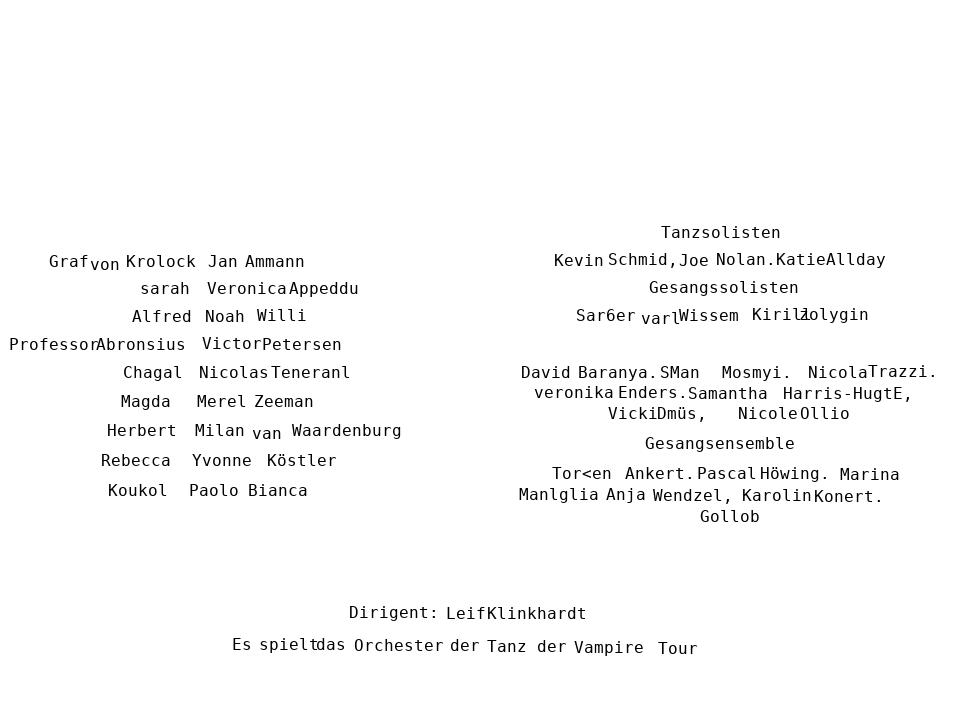 Graf von Krolock Jan Ammann
sarah Veronica Appeddu
Alfred Noah Willi
Professor Abronsius Victor Petersen
Chagal Nicolas Teneranl
Magda Merel Zeeman
Herbert Milan van Waardenburg
Rebecca Yvonne Köstler
Koukol Paolo Bianca
Tanzsolisten
Kevin Schmid, Joe Nolan. Katie Allday
Gesangssolisten
Sar6er varl Wissem Kirill Zolygin
David Baranya. SMan Mosmyi. Nicola Trazzi.
veronika Enders. Samantha Harris-HugtE,
Vicki Dmüs, Nicole Ollio
Gesangsensemble
Tor<en Ankert. Pascal Höwing. Marina
Manlglia Anja Wendzel, Karolin Konert.
Gollob
Dirigent: Leif Klinkhardt
Es spielt das Orchester der Tanz der Vampire Tour